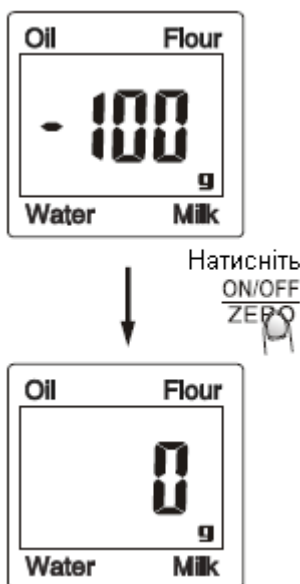 Oil Flour
- 100
g
Water Milk
Натисніть
ON/OFF
ZERO
Oil Flour
0
g
Water Milk